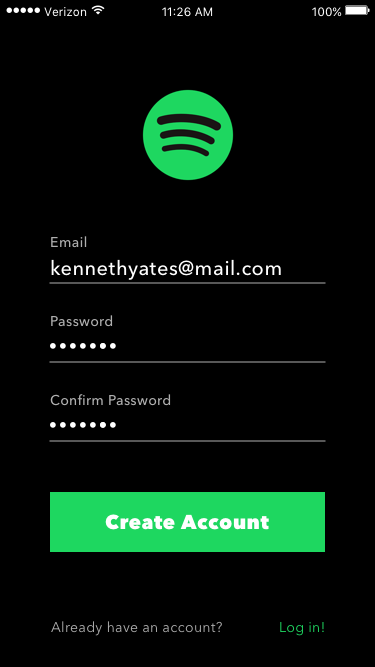 Verizon 11:26 AM 100%
Email
kennethyates@mail.com
Password
•••••••
Confirm Password
•••••••
Create Account
Already have an account? Log in!